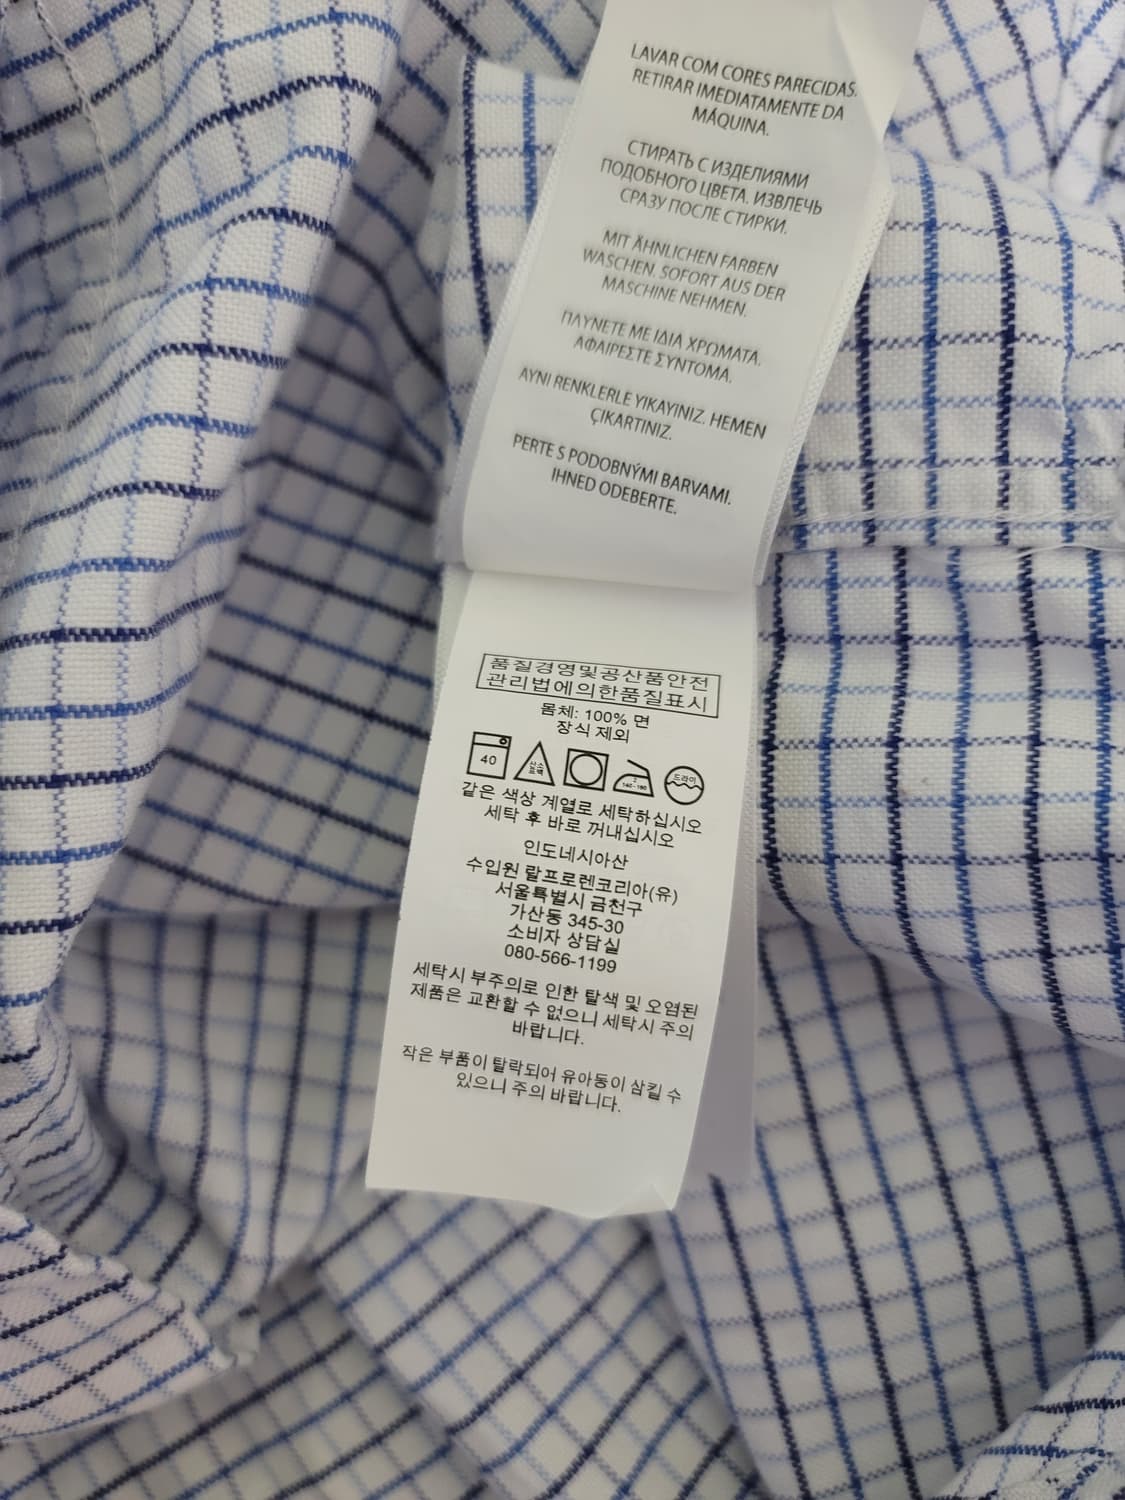 LAVAR COM CORES PARECIDAS.
RETIRAR IMEDIATAMENTE DA
MÁQUINA.
СТИРАТЬ С ИЗДЕЛИЯМИ
ПОДОБНОГО ЦВЕТА. ИЗВЛЕЧЬ
СРАЗУ ПОСЛЕ СТИРКИ.
MIT ÄHNLICHEN FARBEN
WASCHEN. SOFORT AUS DER
MASCHINE NEHMEN.
ΠΛΥΝΕΤΕ ΜΕ ΙΔΙΑ ΧΡΩΜΑΤΑ.
ΑΦΑΙΡΕΣΤΕ ΣΥΝΤΟΜΑ.
AYNI RENKLERLE YIKAYINIZ. HEMEN
ÇIKARTINIZ.
PERTE S PODOBNÝMI BARVAMI.
IHNED ODEBERTE.
품질경영및공산품안전
관리법에의한품질표시
몸체: 100% 면
장식 제외
40 산소 표백 2 140-160 드라이
같은 색상 계열로 세탁하십시오
세탁 후 바로 꺼내십시오
인도네시아산
수입원 랄프로렌코리아(유)
서울특별시 금천구
가산동 345-30
소비자 상담실
080-566-1199
세탁시 부주의로 인한 탈색 및 오염된
제품은 교환할 수 없으니 세탁시 주의
바랍니다.
작은 부품이 탈락되어 유아동이 삼킬 수
있으니 주의 바랍니다.